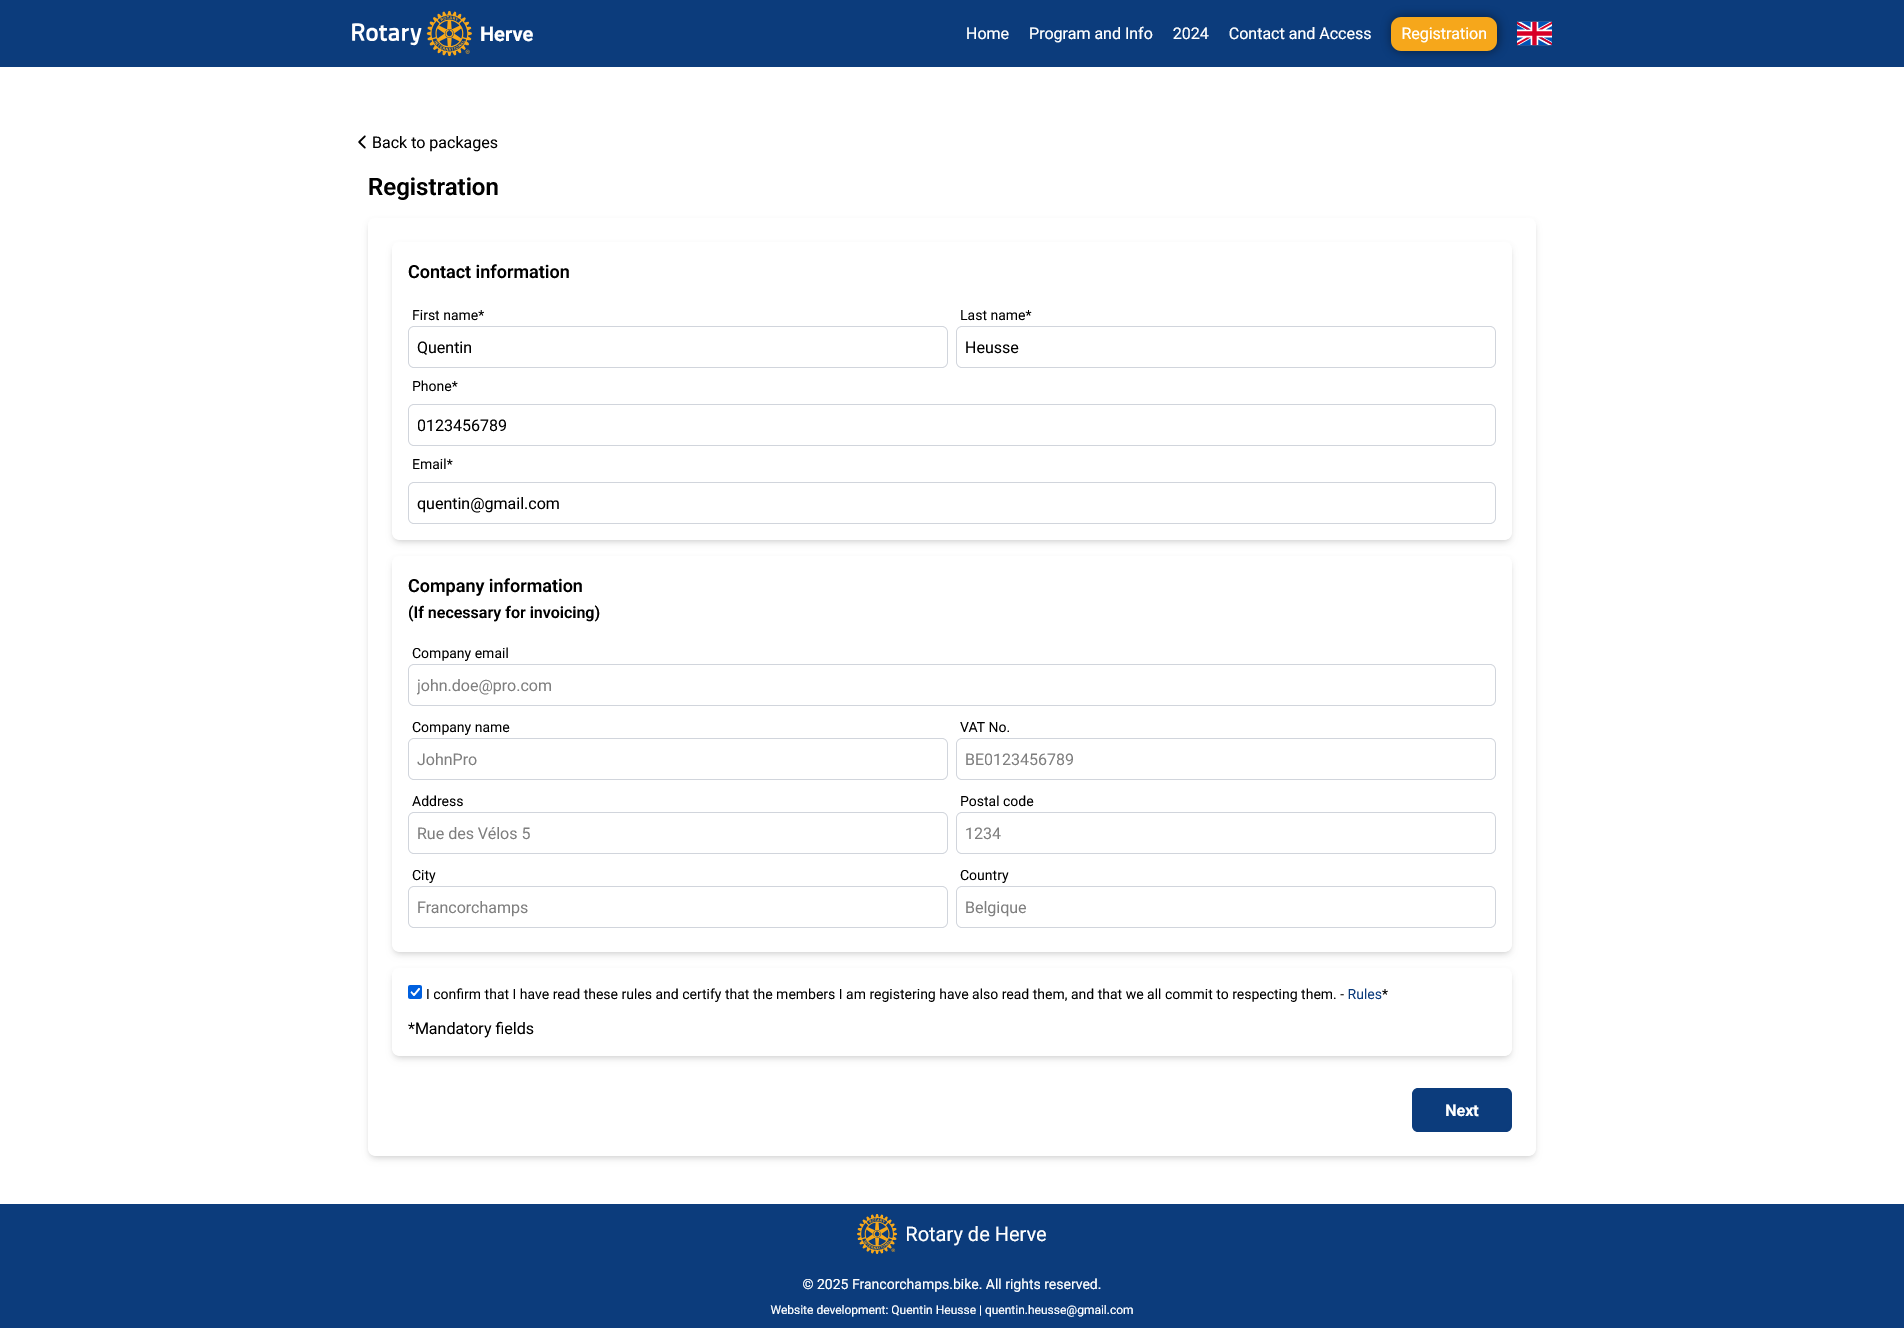 Rotary Herve
Home Program and Info 2024 Contact and Access Registration
Back to packages
Registration
Contact information
First name* Last name*
Quentin Heusse
Phone*
0123456789
Email*
quentin@gmail.com
Company information
(If necessary for invoicing)
Company email
john.doe@pro.com
Company name VAT No.
JohnPro BE0123456789
Address Postal code
Rue des Vélos 5 1234
City Country
Francorchamps Belgique
I confirm that I have read these rules and certify that the members I am registering have also read them, and that we all commit to respecting them. - Rules*
*Mandatory fields
Next
Rotary de Herve
© 2025 Francorchamps.bike. All rights reserved.
Website development: Quentin Heusse | quentin.heusse@gmail.com